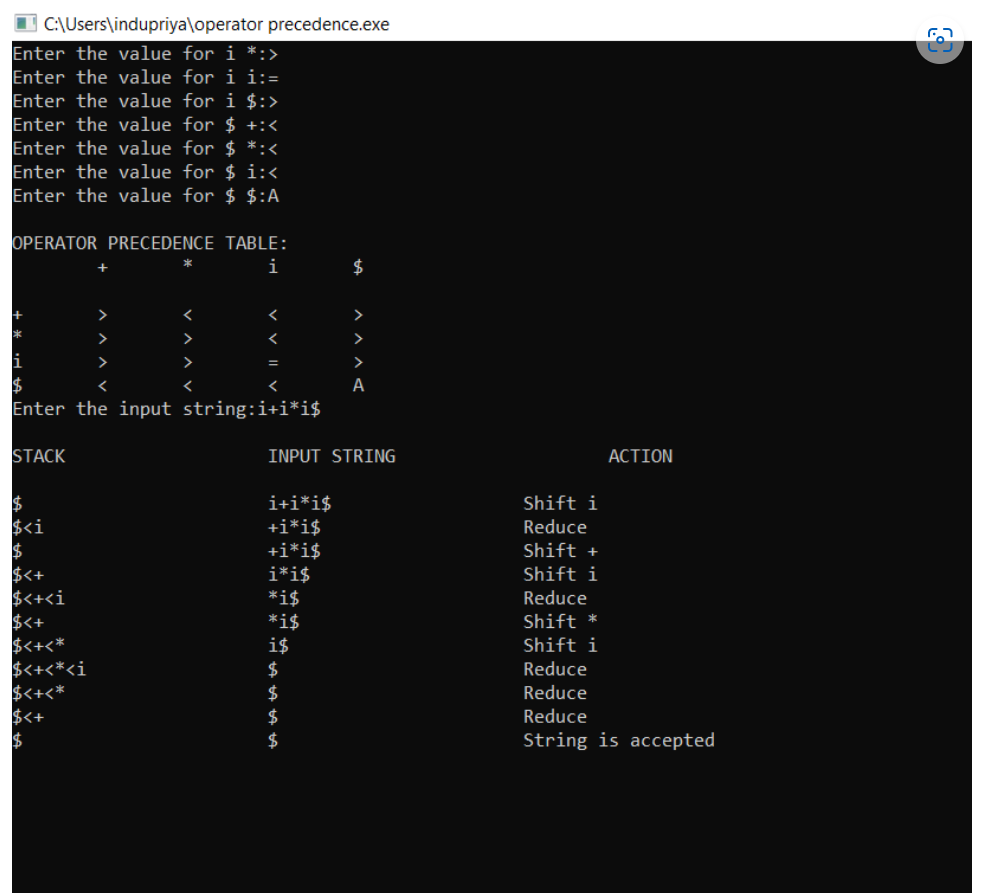 C:\Users\indupriya\operator precedence.exe
Enter the value for i *:>
Enter the value for i i:=
Enter the value for i $:>
Enter the value for $ +:<
Enter the value for $ *:<
Enter the value for $ i:<
Enter the value for $ $:A
OPERATOR PRECEDENCE TABLE:
+ * i $
+ > < < >
* > > < >
i > > = >
$ < < < A
Enter the input string:i+i*i$
STACK INPUT STRING ACTION
$ i+i*i$ Shift i
$<i +i*i$ Reduce
$ +i*i$ Shift +
$<+ i*i$ Shift i
$<+<i *i$ Reduce
$<+ *i$ Shift *
$<+<* i$ Shift i
$<+<*<i $ Reduce
$<+<* $ Reduce
$<+ $ Reduce
$ $ String is accepted